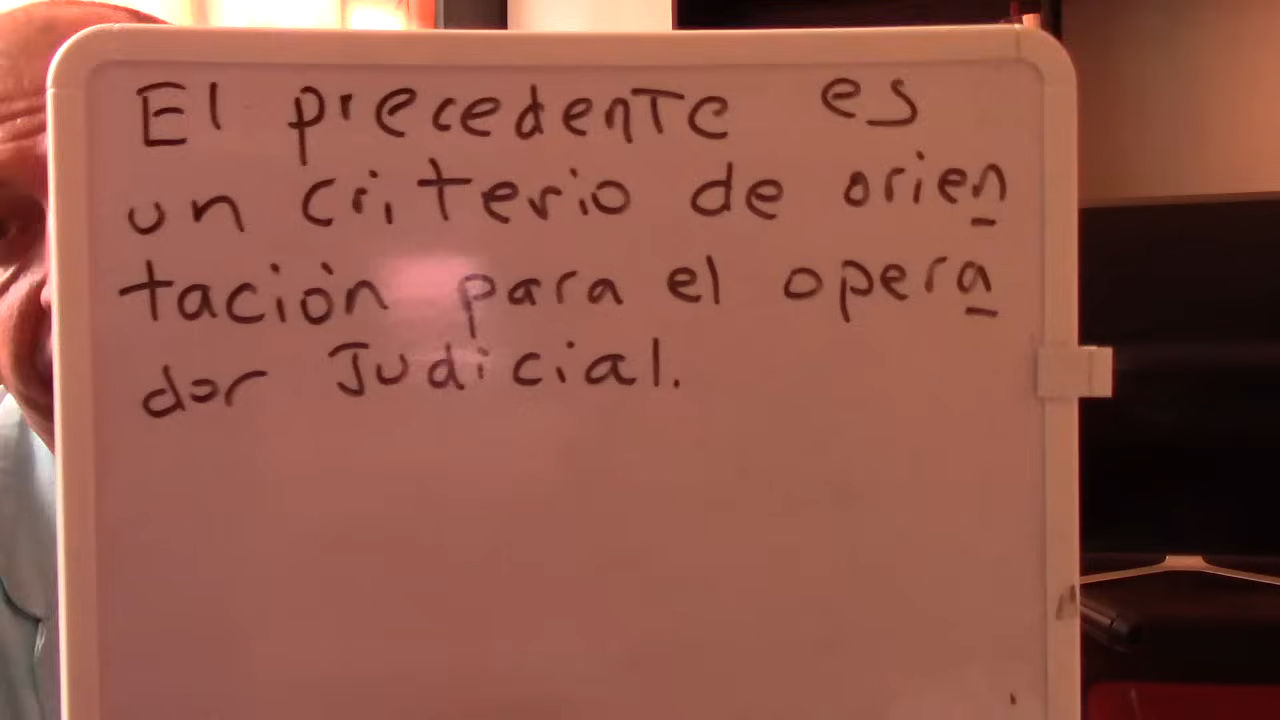 El precedente es
un criterio de orien
tación para el opera
dor Judicial.